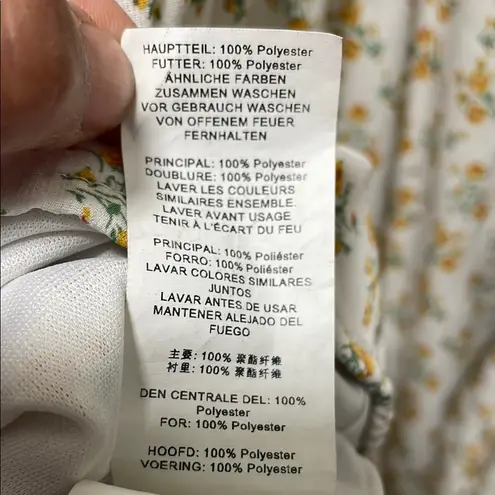 HAUPTTEIL: 100% Polyester
FUTTER: 100% Polyester
ÄHNLICHE FARBEN
ZUSAMMEN WASCHEN
VOR GEBRAUCH WASCHEN
VON OFFENEM FEUER
FERNHALTEN
PRINCIPAL: 100% Polyester
DOUBLURE: 100% Polyester
LAVER LES COULEURS
SIMILAIRES ENSEMBLE.
LAVER AVANT USAGE
TENIR À L'ÉCART DU FEU
PRINCIPAL: 100% Poliéster
FORRO: 100% Poliéster
LAVAR COLORES SIMILARES
JUNTOS
LAVAR ANTES DE USAR
MANTENER ALEJADO DEL
FUEGO
主要: 100% 聚酯纤维
衬里: 100% 聚酯纤维
DEN CENTRALE DEL: 100%
Polyester
FOR: 100% Polyester
HOOFD: 100% Polyester
VOERING: 100% Polyester